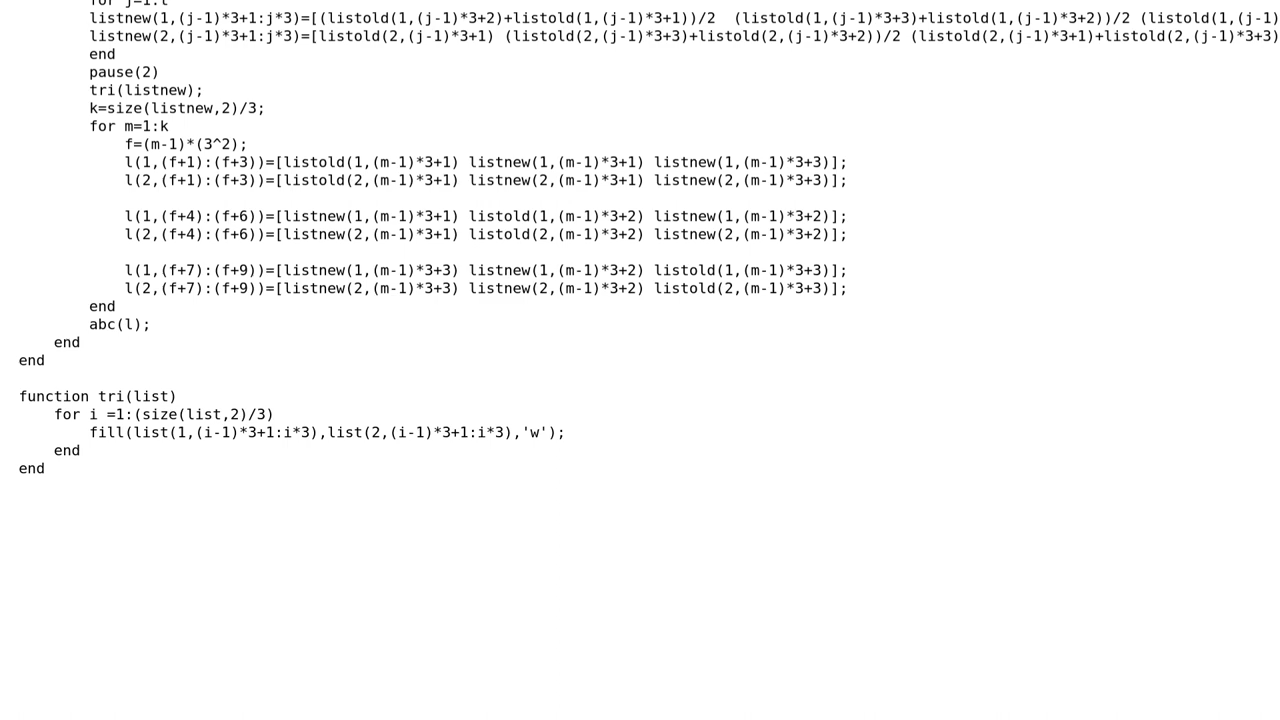 for j=1:t
listnew(1,(j-1)*3+1:j*3)=[(listold(1,(j-1)*3+2)+listold(1,(j-1)*3+1))/2  (listold(1,(j-1)*3+3)+listold(1,(j-1)*3+2))/2 (listold(1,(j-1)
listnew(2,(j-1)*3+1:j*3)=[listold(2,(j-1)*3+1) (listold(2,(j-1)*3+3)+listold(2,(j-1)*3+2))/2 (listold(2,(j-1)*3+1)+listold(2,(j-1)*3+3)
end
pause(2)
tri(listnew);
k=size(listnew,2)/3;
for m=1:k
f=(m-1)*(3^2);
l(1,(f+1):(f+3))=[listold(1,(m-1)*3+1) listnew(1,(m-1)*3+1) listnew(1,(m-1)*3+3)];
l(2,(f+1):(f+3))=[listold(2,(m-1)*3+1) listnew(2,(m-1)*3+1) listnew(2,(m-1)*3+3)];
l(1,(f+4):(f+6))=[listnew(1,(m-1)*3+1) listold(1,(m-1)*3+2) listnew(1,(m-1)*3+2)];
l(2,(f+4):(f+6))=[listnew(2,(m-1)*3+1) listold(2,(m-1)*3+2) listnew(2,(m-1)*3+2)];
l(1,(f+7):(f+9))=[listnew(1,(m-1)*3+3) listnew(1,(m-1)*3+2) listold(1,(m-1)*3+3)];
l(2,(f+7):(f+9))=[listnew(2,(m-1)*3+3) listnew(2,(m-1)*3+2) listold(2,(m-1)*3+3)];
end
abc(l);
end
end
function tri(list)
for i =1:(size(list,2)/3)
fill(list(1,(i-1)*3+1:i*3),list(2,(i-1)*3+1:i*3),'w');
end
end